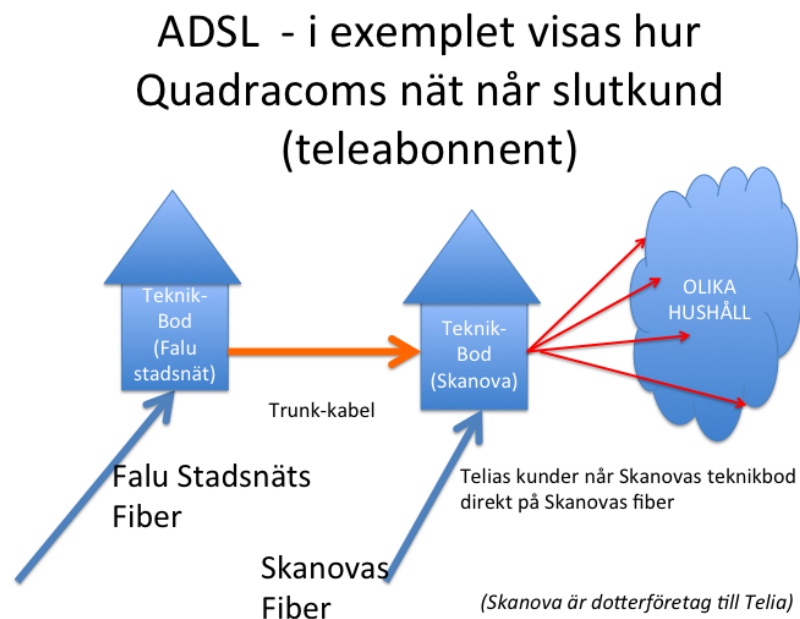 ADSL - i exemplet visas hur
Quadracoms nät når slutkund
(teleabonnent)
Teknik-
Bod
(Falu
stadsnät)
Teknik-
Bod
(Skanova)
OLIKA
HUSHÅLL
Trunk-kabel
Falu Stadsnäts
Fiber
Telias kunder når Skanovas teknikbod
direkt på Skanovas fiber
Skanovas
Fiber
(Skanova är dotterföretag till Telia)